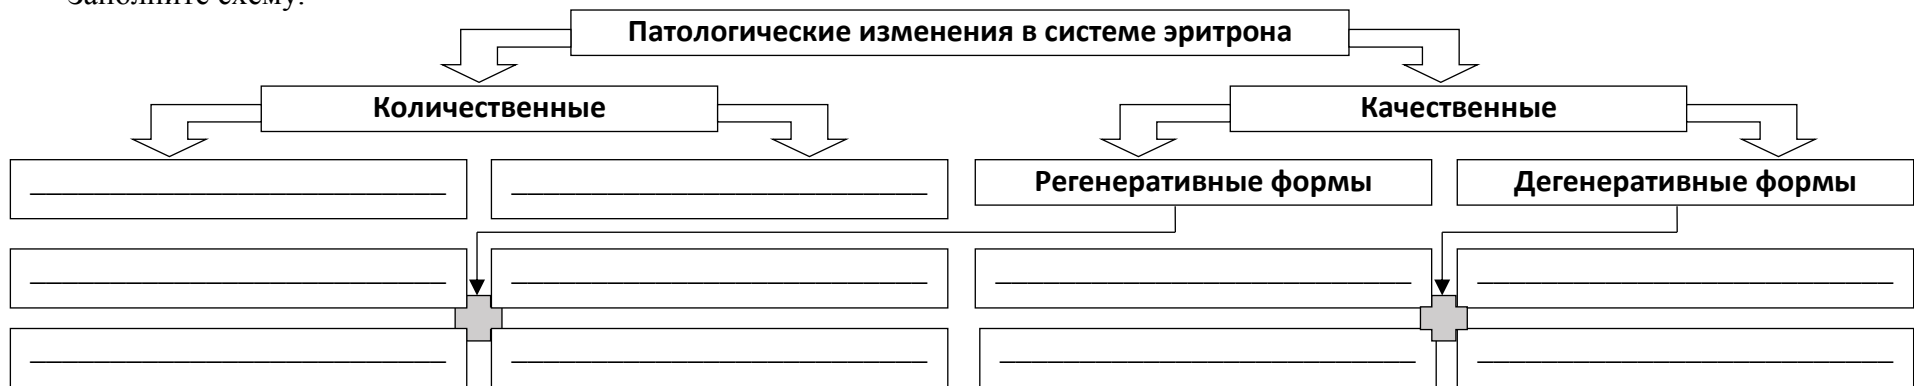 Заполните схему.
Патологические изменения в системе эритрона
Количественные
Качественные
Регенеративные формы
Дегенеративные формы